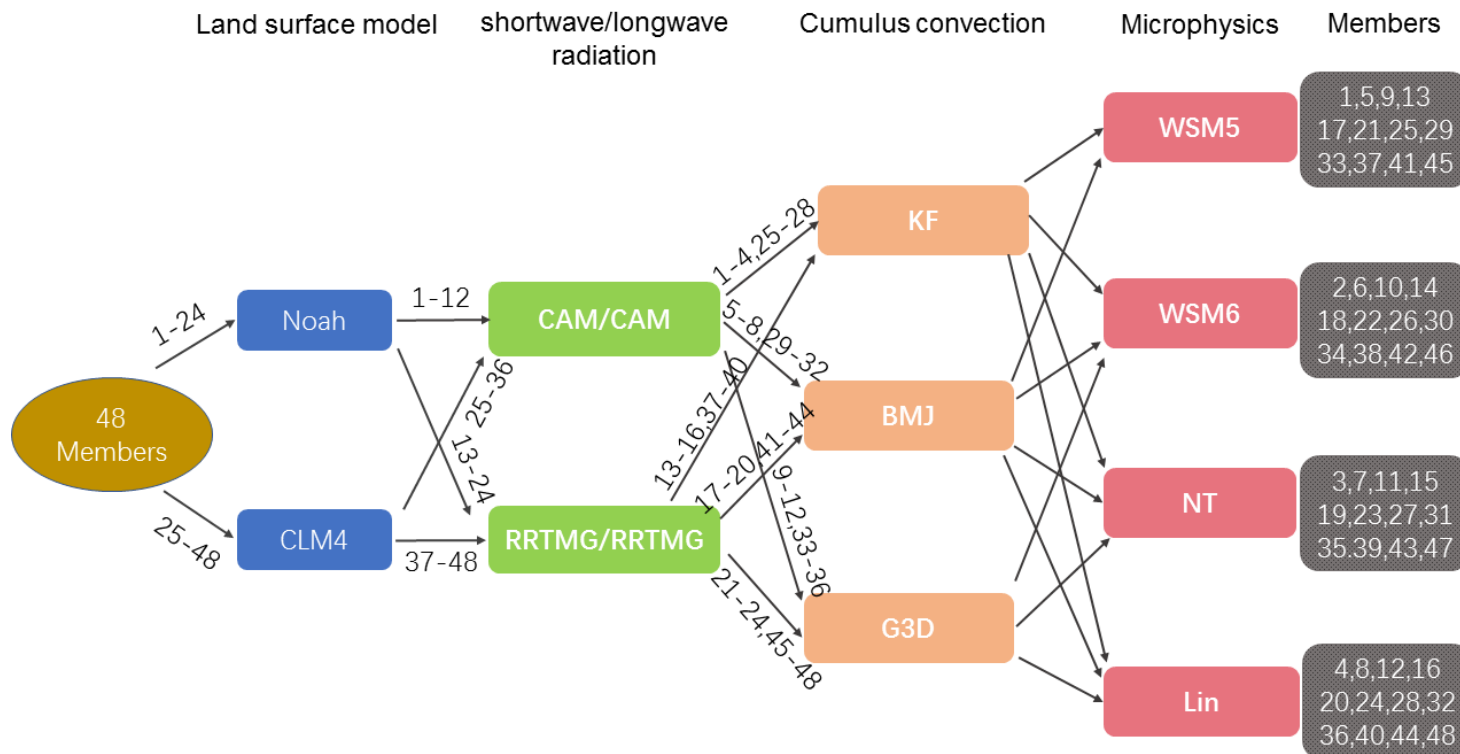 Land surface model
shortwave/longwave
radiation
Cumulus convection
Microphysics
Members
48
Members
1-24
25-48
Noah
CLM4
1-12
25-36
13-24
37-48
CAM/CAM
RRTMG/RRTMG
1-4,25-28
5-8,29-32
13-16,37-40
17-20,41-44
9-12,33-36
21-24,45-48
KF
BMJ
G3D
WSM5
1,5,9,13
17,21,25,29
33,37,41,45
WSM6
2,6,10,14
18,22,26,30
34,38,42,46
NT
3,7,11,15
19,23,27,31
35.39,43,47
Lin
4,8,12,16
20,24,28,32
36,40,44,48